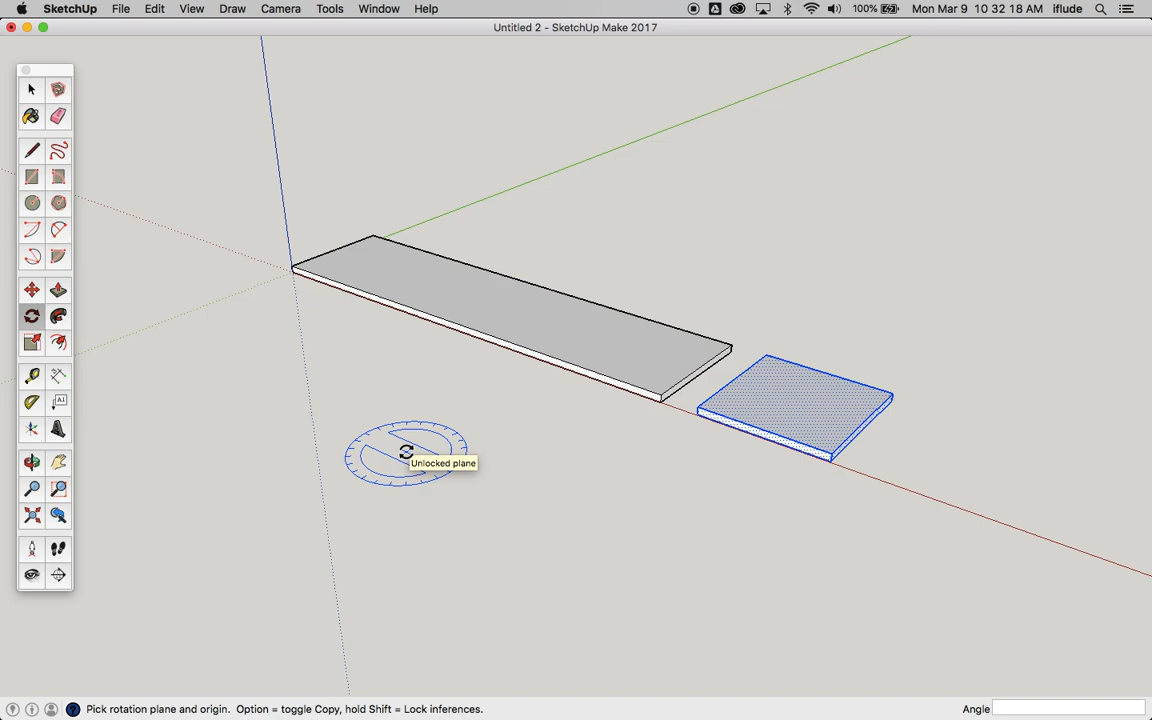 SketchUp File Edit View Draw Camera Tools Window Help 100% Mon Mar 9 10 32 18 AM iflude
Untitled 2 - SketchUp Make 2017
A1
Unlocked plane
Pick rotation plane and origin. Option = toggle Copy, hold Shift = Lock inferences. Angle